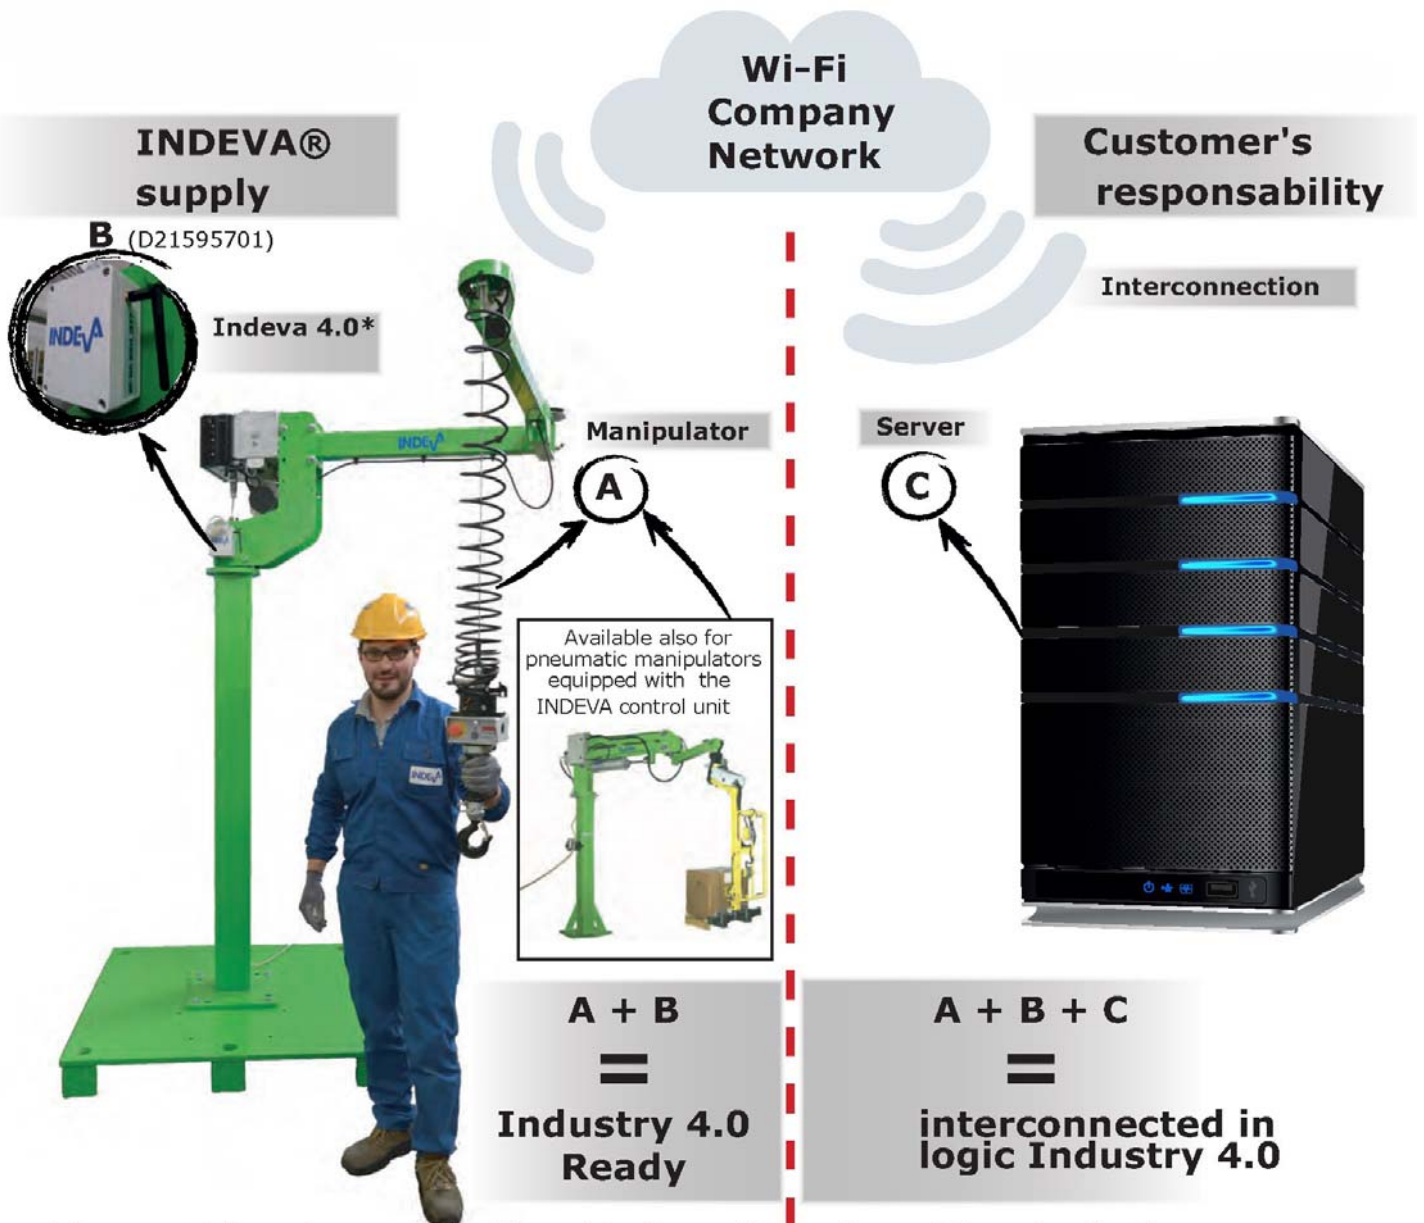 Wi-Fi
Company
Network
INDEVA®
supply
B (D21595701)
INDEVA
Indeva 4.0*
Customer's
responsability
Interconnection
INDEVA
Manipulator
A
Server
C
Available also for
pneumatic manipulators
equipped with the
INDEVA control unit
INDEVA
A + B
=
Industry 4.0
Ready
A + B + C
=
interconnected in
logic Industry 4.0